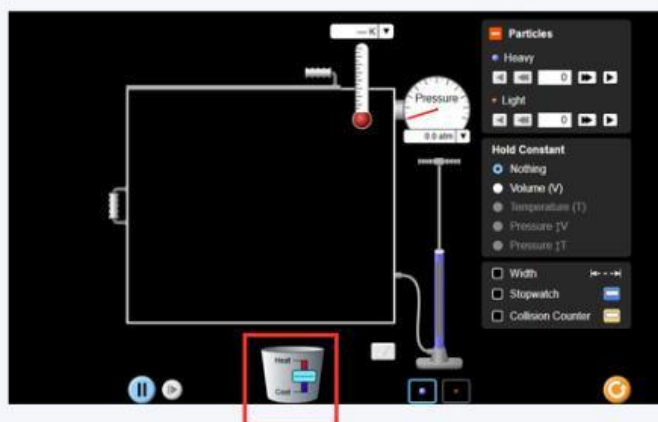 — K
Pressure
0.0 atm
Particles
Heavy
0
Light
0
Hold Constant
Nothing
Volume (V)
Temperature (T)
Pressure ↕V
Pressure ↕T
Width
Stopwatch
Collision Counter
Heat
Cool